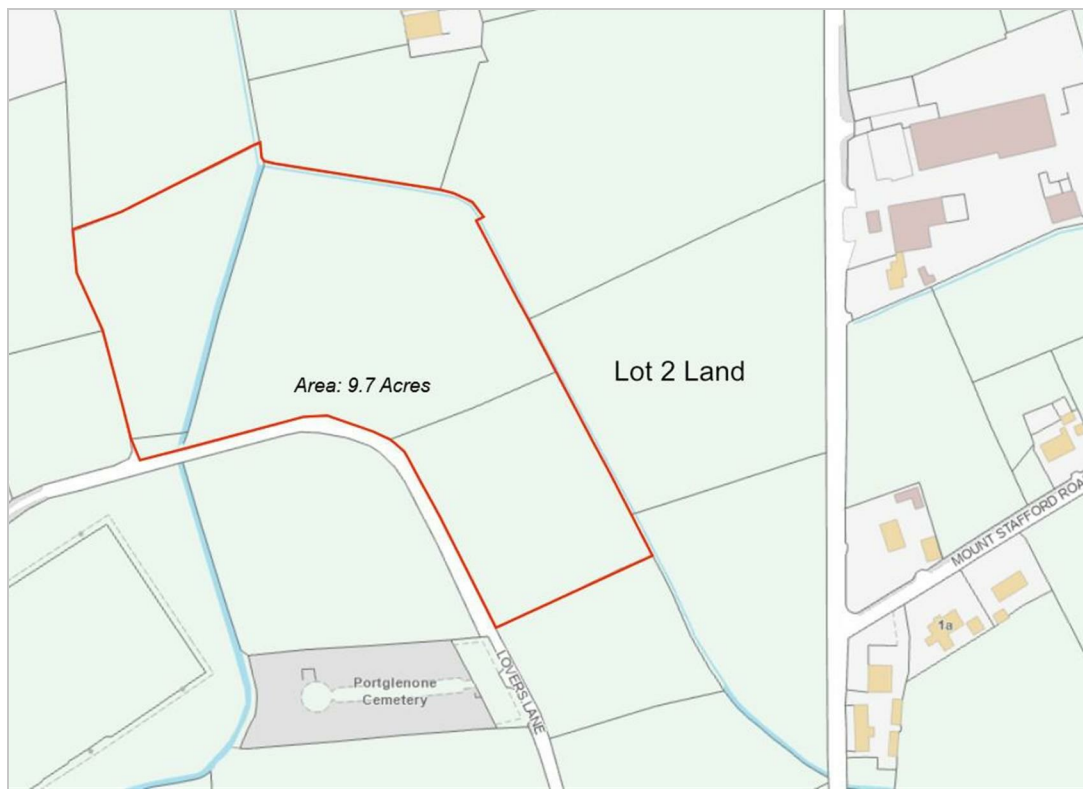 Lot 2 Land
Area: 9.7 Acres
MOUNT STAFFORD ROA
1a
Portglenone
Cemetery
LOVERS LANE